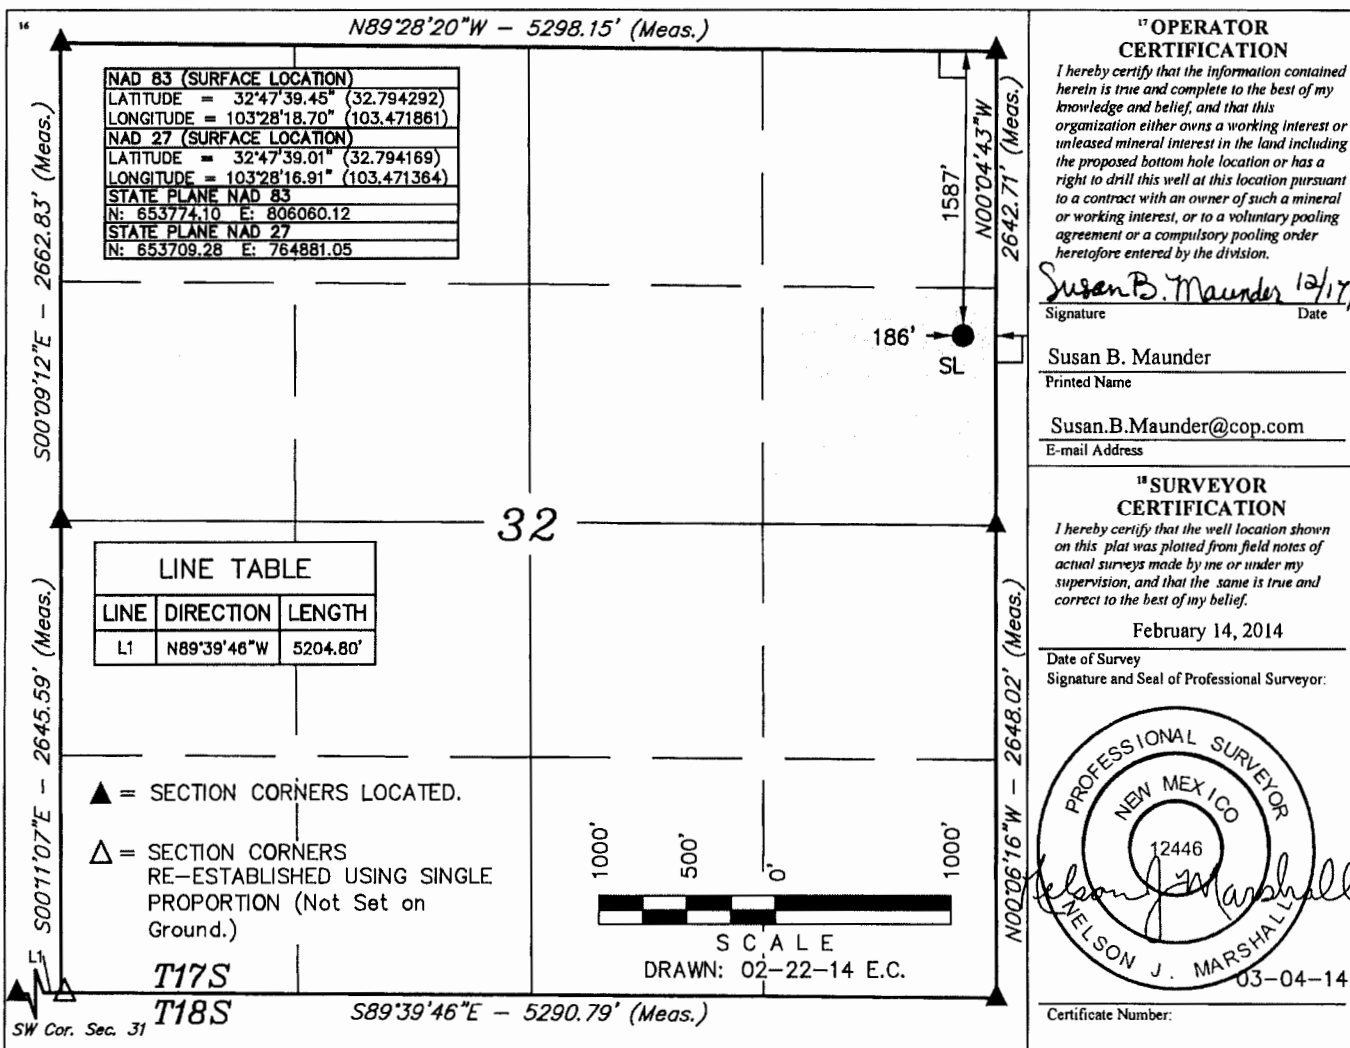 16
N89°28'20"W - 5298.15' (Meas.)
NAD 83 (SURFACE LOCATION)
LATITUDE = 32°47'39.45" (32.794292)
LONGITUDE = 103°28'18.70" (103.471861)
NAD 27 (SURFACE LOCATION)
LATITUDE = 32°47'39.01" (32.794169)
LONGITUDE = 103°28'16.91" (103.471364)
STATE PLANE NAD 83
N: 653774.10 E: 806060.12
STATE PLANE NAD 27
N: 653709.28 E: 764881.05
S00°09'12"E - 2662.83' (Meas.)
1587'
N00°04'43"W
2642.71' (Meas.)
186'
SL
32
LINE TABLE
LINE DIRECTION LENGTH
L1 N89°39'46"W 5204.80'
S00°11'07"E - 2645.59' (Meas.)
N00°06'16"W - 2648.02' (Meas.)
▲ = SECTION CORNERS LOCATED.
△ = SECTION CORNERS
RE-ESTABLISHED USING SINGLE
PROPORTION (Not Set on
Ground.)
1000' 500' 0' 1000'
SCALE
DRAWN: 02-22-14 E.C.
L1
T17S
T18S
SW Cor. Sec. 31
S89°39'46"E - 5290.79' (Meas.)
17 OPERATOR
CERTIFICATION
I hereby certify that the information contained
herein is true and complete to the best of my
knowledge and belief, and that this
organization either owns a working interest or
unleased mineral interest in the land including
the proposed bottom hole location or has a
right to drill this well at this location pursuant
to a contract with an owner of such a mineral
or working interest, or to a voluntary pooling
agreement or a compulsory pooling order
heretofore entered by the division.
Susan B. Maunder 12/17/
Signature Date
Susan B. Maunder
Printed Name
Susan.B.Maunder@cop.com
E-mail Address
18 SURVEYOR
CERTIFICATION
I hereby certify that the well location shown
on this plat was plotted from field notes of
actual surveys made by me or under my
supervision, and that the same is true and
correct to the best of my belief.
February 14, 2014
Date of Survey
Signature and Seal of Professional Surveyor:
PROFESSIONAL SURVEYOR
NEW MEXICO
12446
Nelson J. Marshall
NELSON J. MARSHALL
03-04-14
Certificate Number: